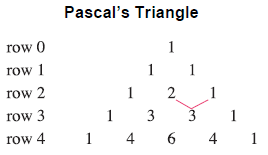 Pascal's Triangle
row 0 1
row 1 1 1
row 2 1 2 1
row 3 1 3 3 1
row 4 1 4 6 4 1